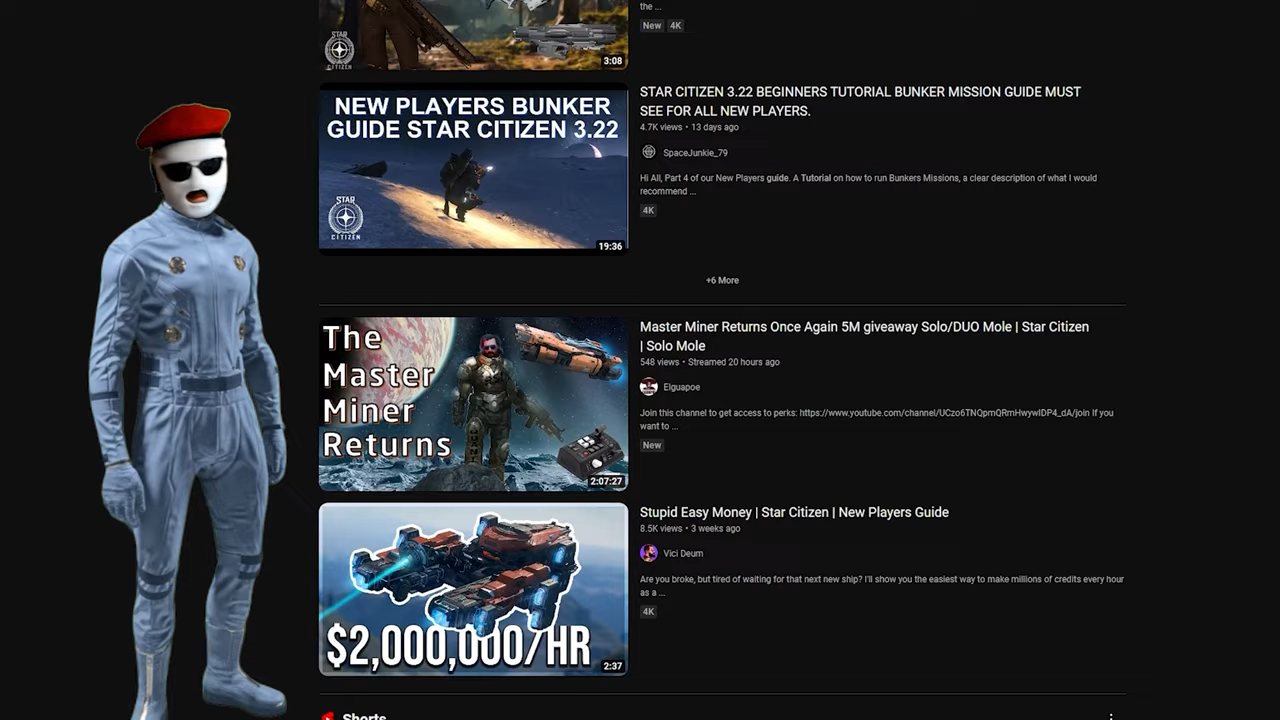 the ...
New 4K
STAR
CITIZEN
3:08
NEW PLAYERS BUNKER
GUIDE STAR CITIZEN 3.22
STAR
CITIZEN
19:36
STAR CITIZEN 3.22 BEGINNERS TUTORIAL BUNKER MISSION GUIDE MUST
SEE FOR ALL NEW PLAYERS.
4.7K views • 13 days ago
SpaceJunkie_79
Hi All, Part 4 of our New Players guide. A Tutorial on how to run Bunkers Missions, a clear description of what I would
recommend ...
4K
+6 More
The
Master
Miner
Returns
2:07:27
Master Miner Returns Once Again 5M giveaway Solo/DUO Mole | Star Citizen
| Solo Mole
548 views • Streamed 20 hours ago
Elguapoe
Join this channel to get access to perks: https://www.youtube.com/channel/UCzo6TNQpmQRmHwywIDP4_dA/join If you
want to ...
New
$2,000,000/HR
2:37
Stupid Easy Money | Star Citizen | New Players Guide
8.5K views • 3 weeks ago
Vici Deum
Are you broke, but tired of waiting for that next new ship? I'll show you the easiest way to make millions of credits every hour
as a ...
4K
Shorts